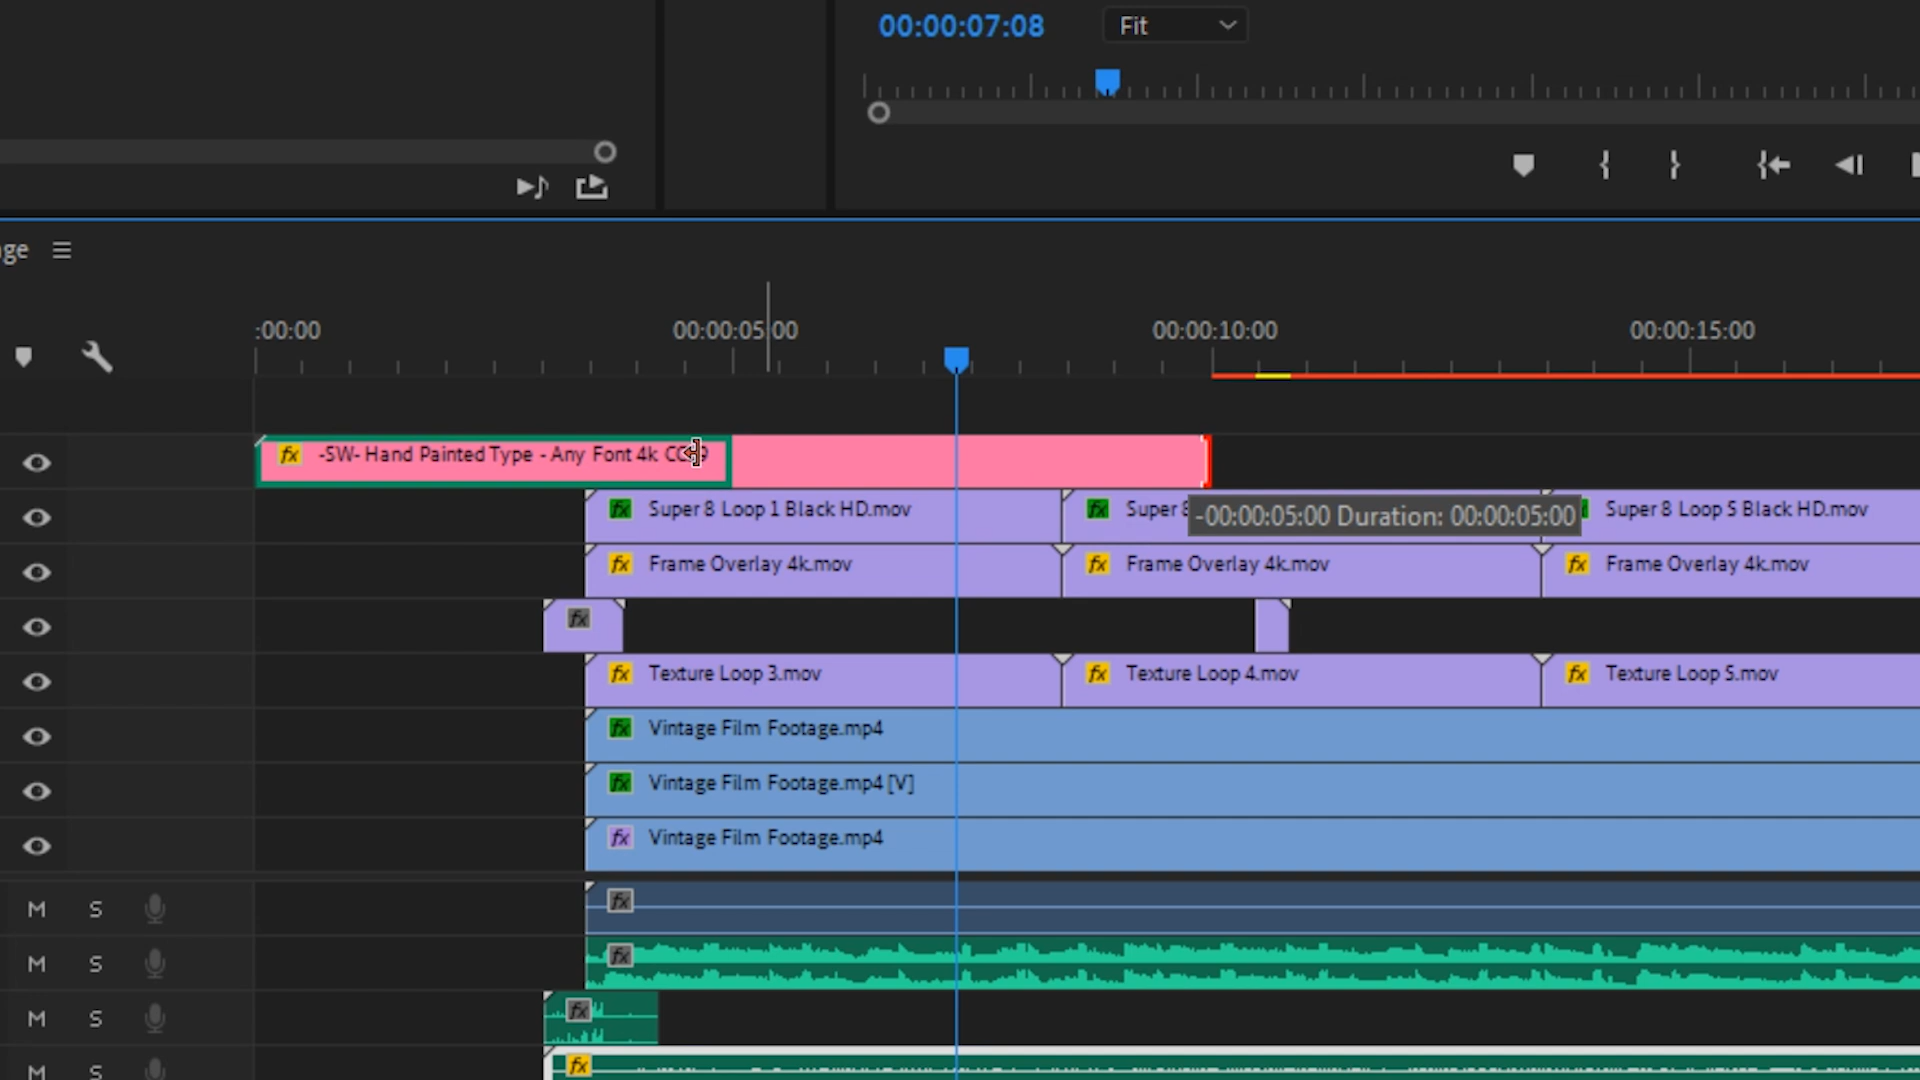 00:00:07:08 Fit
ge
:00:00 00:00:05:00 00:00:10:00 00:00:15:00
fx -SW- Hand Painted Type - Any Font 4k CC
fx Super 8 Loop 1 Black HD.mov fx Super 8 Super 8 Loop 5 Black HD.mov
-00:00:05:00 Duration: 00:00:05:00
fx Frame Overlay 4k.mov fx Frame Overlay 4k.mov fx Frame Overlay 4k.mov
fx
fx Texture Loop 3.mov fx Texture Loop 4.mov fx Texture Loop 5.mov
fx Vintage Film Footage.mp4
fx Vintage Film Footage.mp4 [V]
fx Vintage Film Footage.mp4
M S fx
M S fx
M S fx
M S fx